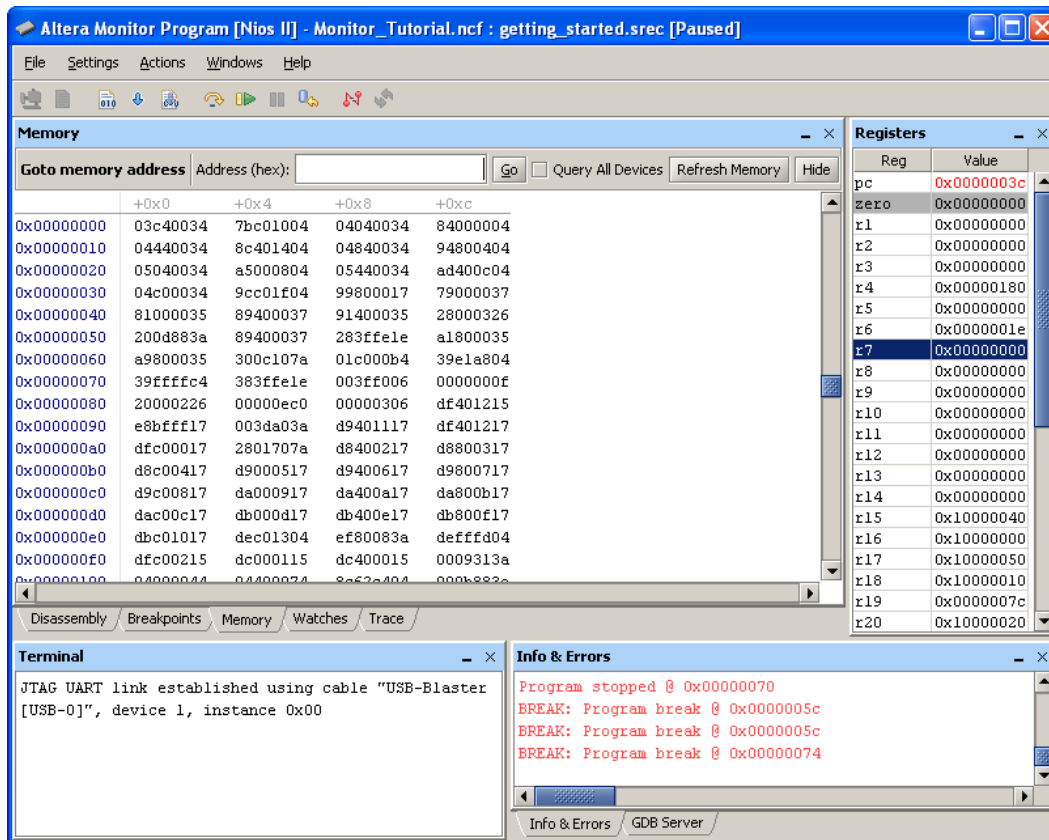 Altera Monitor Program [Nios II] - Monitor_Tutorial.ncf : getting_started.srec [Paused]
File Settings Actions Windows Help
Memory
Goto memory address Address (hex): Go Query All Devices Refresh Memory Hide
+0x0 +0x4 +0x8 +0xc
0x00000000 03c40034 7bc01004 04040034 84000004
0x00000010 04440034 8c401404 04840034 94800404
0x00000020 05040034 a5000804 05440034 ad400c04
0x00000030 04c00034 9cc01f04 99800017 79000037
0x00000040 81000035 89400037 91400035 28000326
0x00000050 200d883a 89400037 283ffe1e a1800035
0x00000060 a9800035 300c107a 01c000b4 39e1a804
0x00000070 39ffffc4 383ffe1e 003ff006 0000000f
0x00000080 20000226 00000ec0 00000306 df401215
0x00000090 e8bfff17 003da03a d9401117 df401217
0x000000a0 dfc00017 2801707a d8400217 d8800317
0x000000b0 d8c00417 d9000517 d9400617 d9800717
0x000000c0 d9c00817 da000917 da400a17 da800b17
0x000000d0 dac00c17 db000d17 db400e17 db800f17
0x000000e0 dbc01017 dec01304 ef80083a defffd04
0x000000f0 dfc00215 dc000115 dc400015 0009313a
Disassembly Breakpoints Memory Watches Trace
Registers
Reg Value
pc 0x0000003c
zero 0x00000000
r1 0x00000000
r2 0x00000000
r3 0x00000000
r4 0x00000180
r5 0x00000000
r6 0x0000001e
r7 0x00000000
r8 0x00000000
r9 0x00000000
r10 0x00000000
r11 0x00000000
r12 0x00000000
r13 0x00000000
r14 0x00000000
r15 0x10000040
r16 0x10000000
r17 0x10000050
r18 0x10000010
r19 0x0000007c
r20 0x10000020
Terminal
JTAG UART link established using cable "USB-Blaster
[USB-0]", device 1, instance 0x00
Info & Errors
Program stopped @ 0x00000070
BREAK: Program break @ 0x0000005c
BREAK: Program break @ 0x0000005c
BREAK: Program break @ 0x00000074
Info & Errors GDB Server